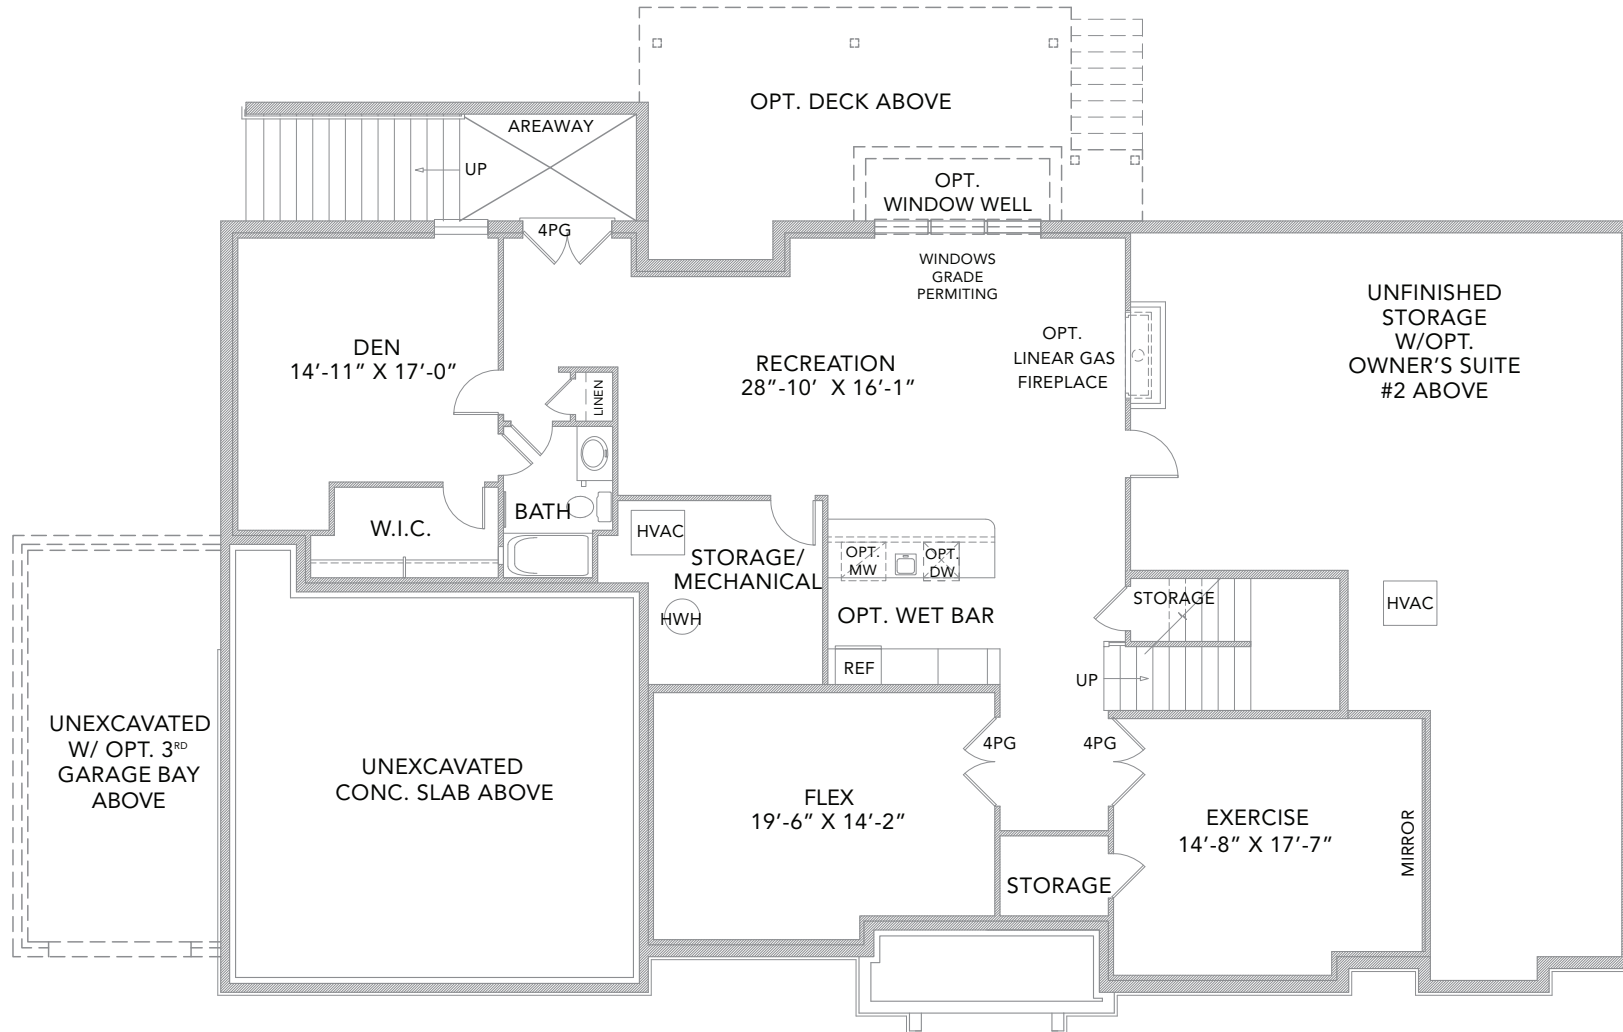 OPT. DECK ABOVE
AREAWAY
UP
OPT.
WINDOW WELL
4PG
WINDOWS
GRADE
PERMITING
DEN
14'-11” X 17'-0”
LINEN
RECREATION
28”-10' X 16'-1”
OPT.
LINEAR GAS
FIREPLACE
UNFINISHED
STORAGE
W/OPT.
OWNER'S SUITE
#2 ABOVE
W.I.C.
BATH
HVAC
STORAGE/
MECHANICAL
HWH
OPT.
MW
OPT.
DW
OPT. WET BAR
REF
STORAGE
UP
HVAC
UNEXCAVATED
W/ OPT. 3RD
GARAGE BAY
ABOVE
UNEXCAVATED
CONC. SLAB ABOVE
4PG
4PG
FLEX
19'-6” X 14'-2”
EXERCISE
14'-8” X 17'-7”
MIRROR
STORAGE